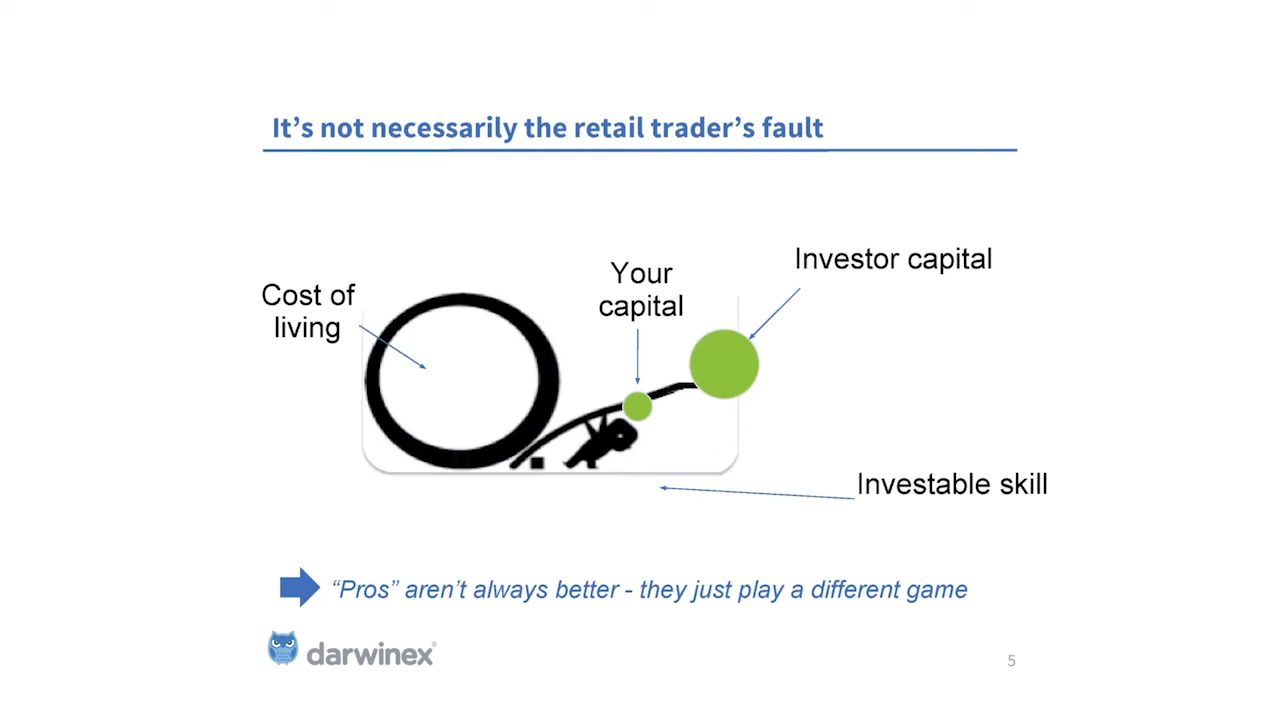 It’s not necessarily the retail trader’s fault
Cost of
living
Your
capital
Investor capital
Investable skill
“Pros” aren’t always better - they just play a different game
darwinex®
5